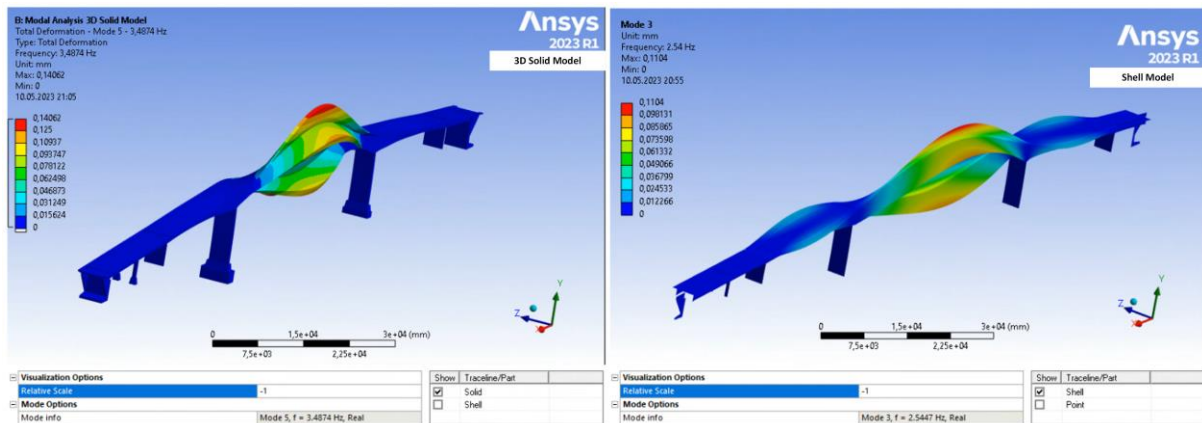 B: Modal Analysis 3D Solid Model
Total Deformation - Mode 5 - 3,4874 Hz
Type: Total Deformation
Frequency: 3,4874 Hz
Unit: mm
Max: 0,14062
Min: 0
10.05.2023 21:05
0,14062
0,125
0,10937
0,093747
0,078122
0,062498
0,046873
0,031249
0,015624
0
Ansys
2023 R1
3D Solid Model
Y
Z
X
0 1,5e+04 3e+04 (mm)
7,5e+03 2,25e+04
Visualization Options
Relative Scale -1
Mode Options
Mode info Mode 5, f = 3.4874 Hz, Real
Show Traceline/Part
Solid
Shell
Mode 3
Unit: mm
Frequency: 2.54 Hz
Max: 0,1104
Min: 0
10.05.2023 20:55
0,1104
0,098131
0,085865
0,073598
0,061332
0,049066
0,036799
0,024533
0,012266
0
Ansys
2023 R1
Shell Model
Y
Z
X
0 1,5e+04 3e+04 (mm)
7,5e+03 2,25e+04
Visualization Options
Relative Scale -1
Mode Options
Mode info Mode 3, f = 2.5447 Hz, Real
Show Traceline/Part
Shell
Point